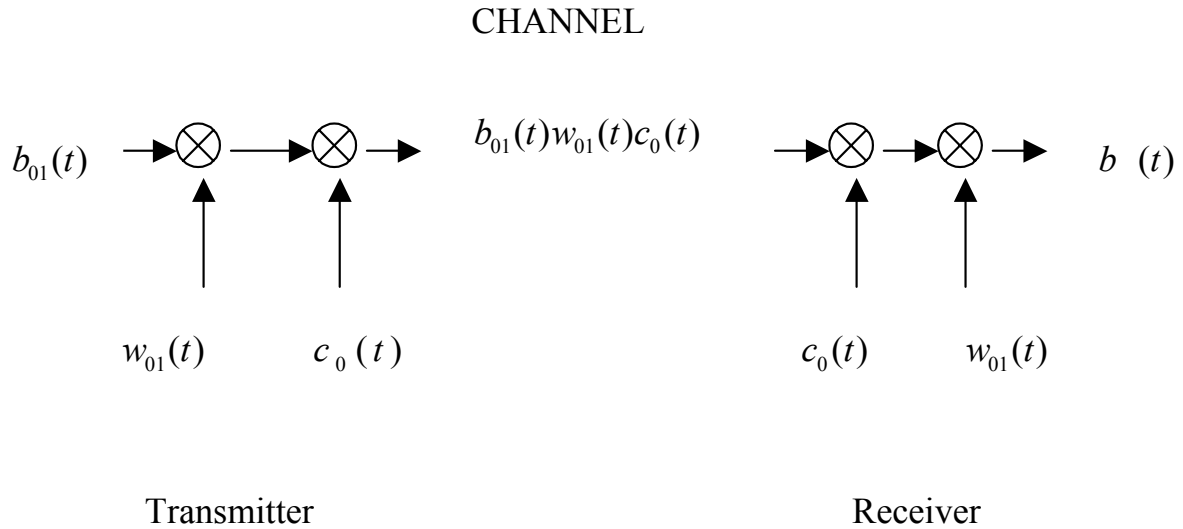 CHANNEL
b₀₁(t) b₀₁(t)w₀₁(t)c₀(t) b (t)
w₀₁(t) c₀(t) c₀(t) w₀₁(t)
Transmitter Receiver